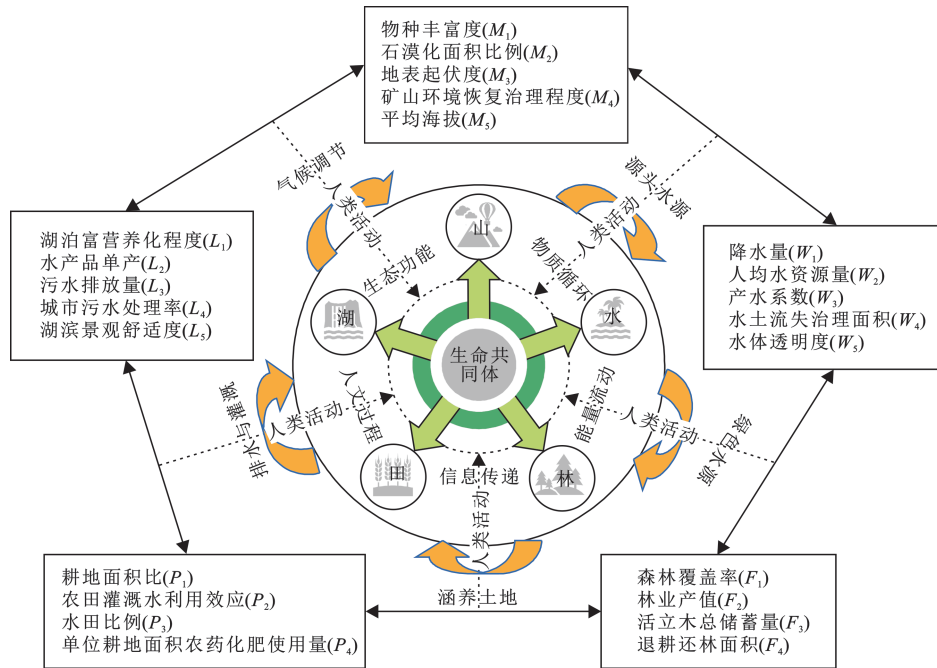 物种丰富度(M₁)
石漠化面积比例(M₂)
地表起伏度(M₃)
矿山环境恢复治理程度(M₄)
平均海拔(M₅)
气候调节
人类活动
源头水源
人类活动
湖泊富营养化程度(L₁)
水产品单产(L₂)
污水排放量(L₃)
城市污水处理率(L₄)
湖滨景观舒适度(L₅)
降水量(W₁)
人均水资源量(W₂)
产水系数(W₃)
水土流失治理面积(W₄)
水体透明度(W₅)
山
生态功能
物质循环
湖
水
生命共
同体
人文过程
能量流动
排水与灌溉
人类活动
人类活动
绿色水源
田
信息传递
林
人类活动
涵养土地
耕地面积比(P₁)
农田灌溉水利用效应(P₂)
水田比例(P₃)
单位耕地面积农药化肥使用量(P₄)
森林覆盖率(F₁)
林业产值(F₂)
活立木总储蓄量(F₃)
退耕还林面积(F₄)